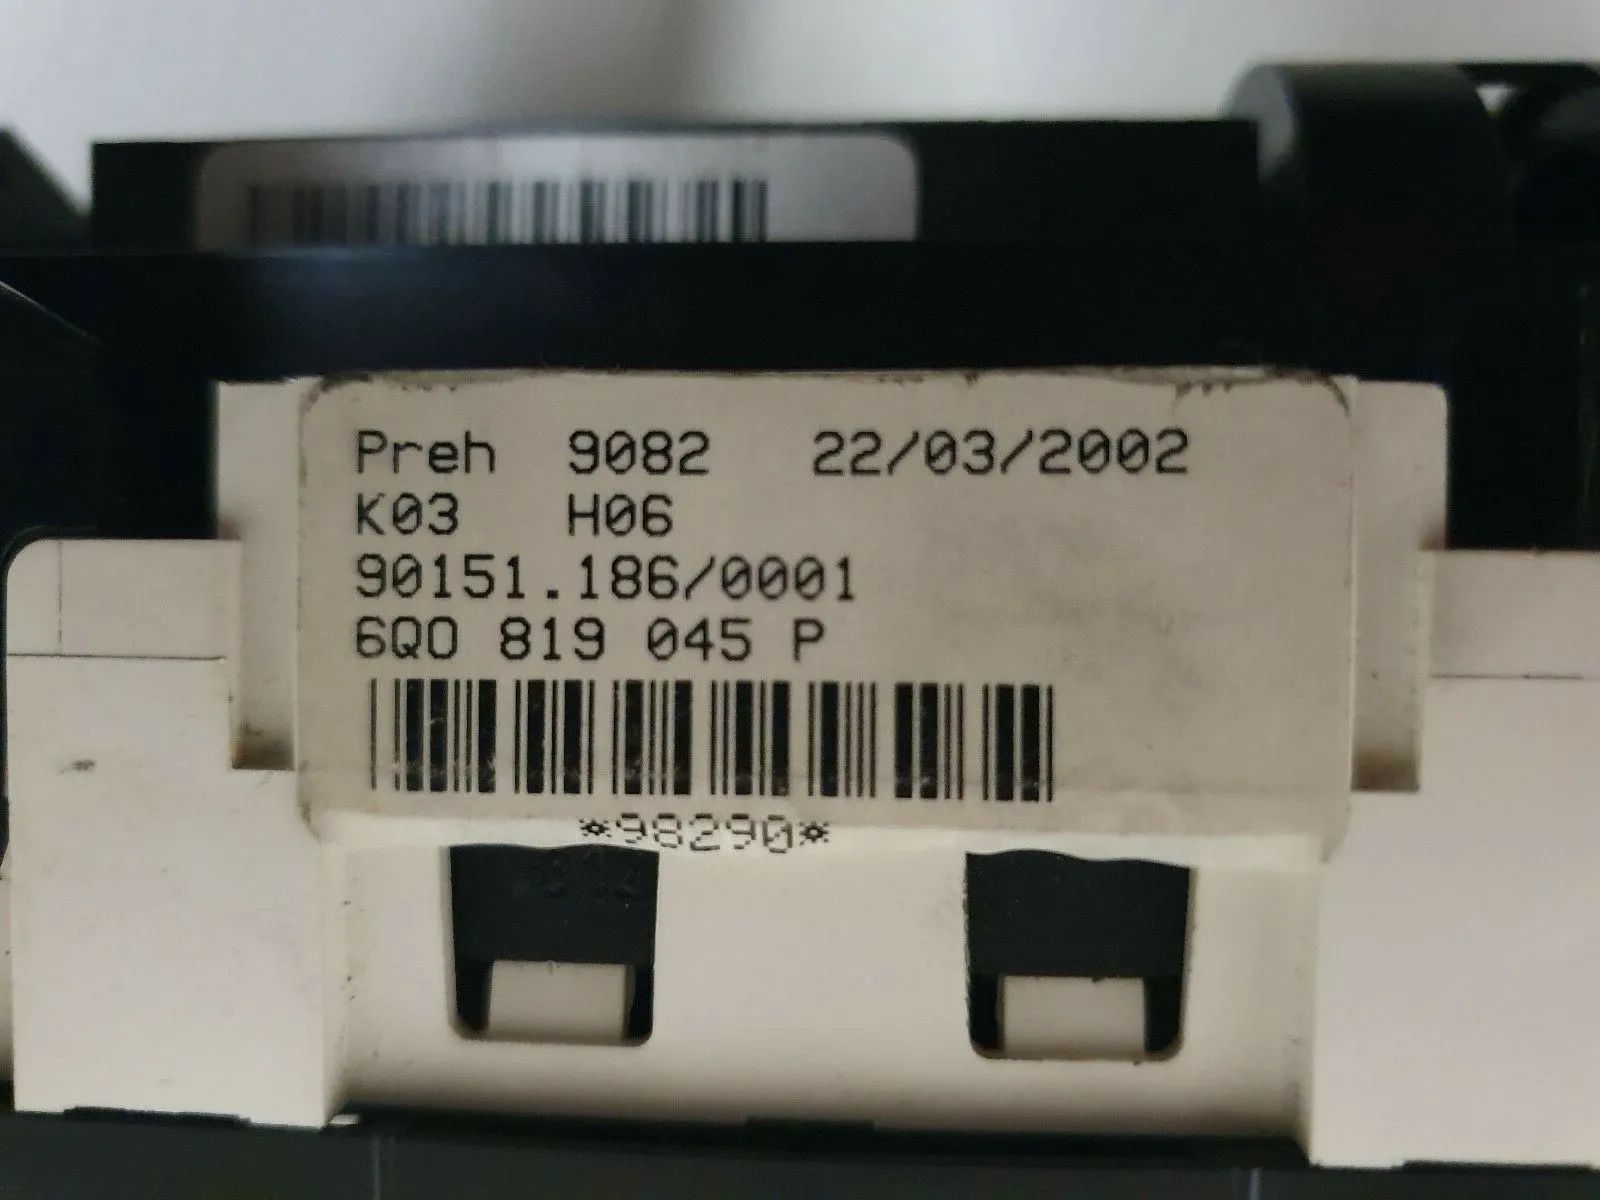 Preh 9082 22/03/2002
K03 H06
90151.186/0001
6Q0 819 045 P
*98290*